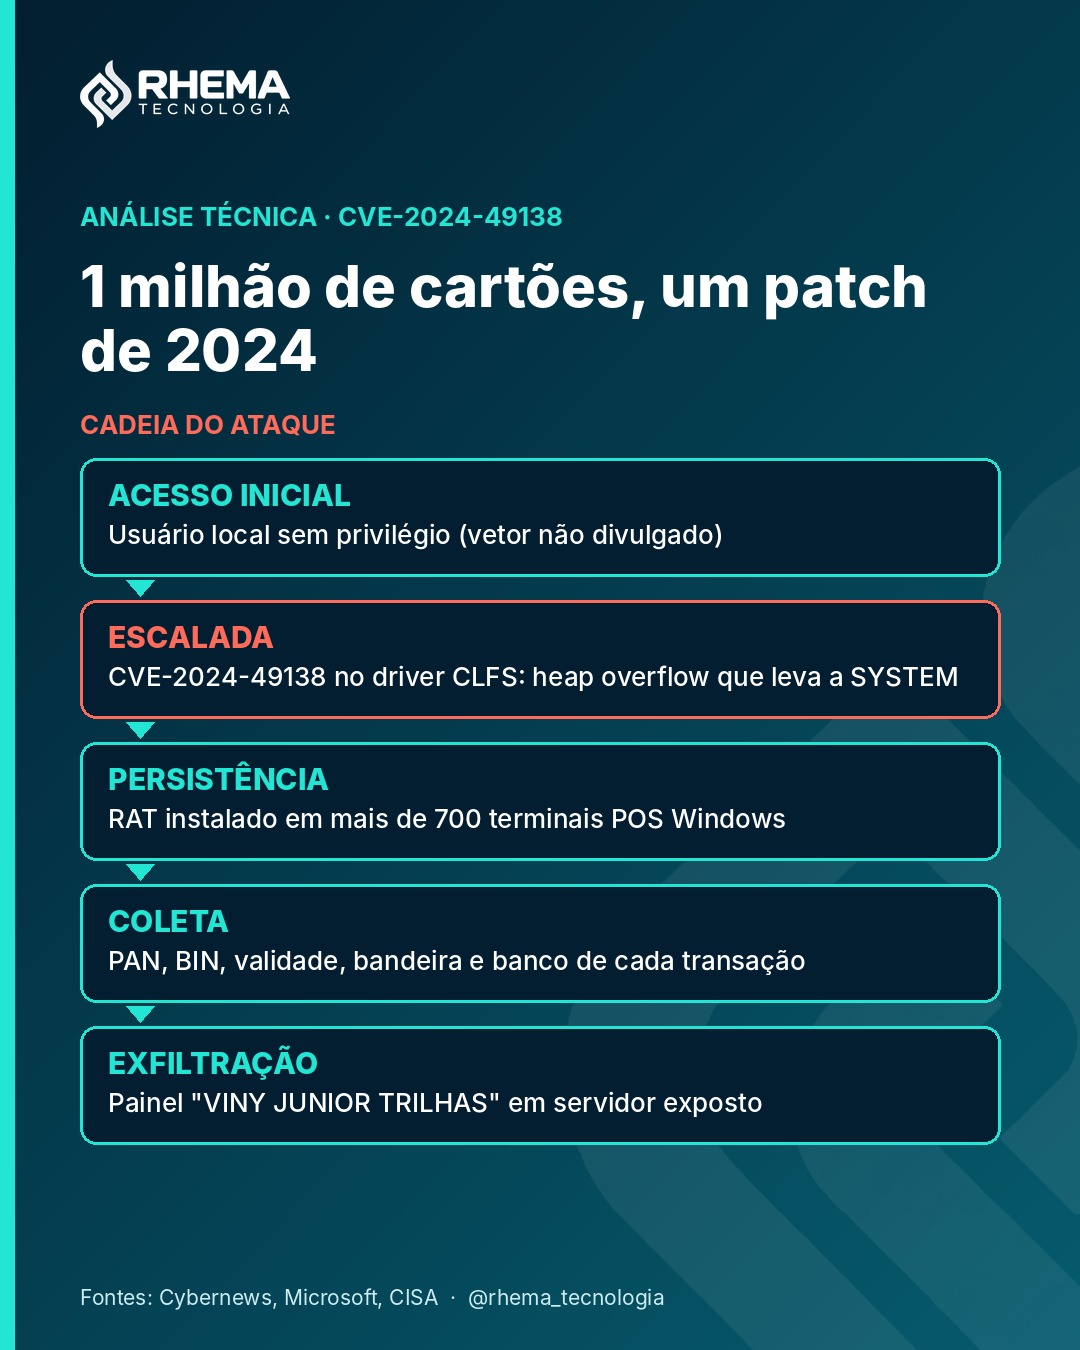 RHEMA
TECNOLOGIA
ANÁLISE TÉCNICA · CVE-2024-49138
1 milhão de cartões, um patch
de 2024
CADEIA DO ATAQUE
ACESSO INICIAL
Usuário local sem privilégio (vetor não divulgado)
ESCALADA
CVE-2024-49138 no driver CLFS: heap overflow que leva a SYSTEM
PERSISTÊNCIA
RAT instalado em mais de 700 terminais POS Windows
COLETA
PAN, BIN, validade, bandeira e banco de cada transação
EXFILTRAÇÃO
Painel "VINY JUNIOR TRILHAS" em servidor exposto
Fontes: Cybernews, Microsoft, CISA · @rhema_tecnologia